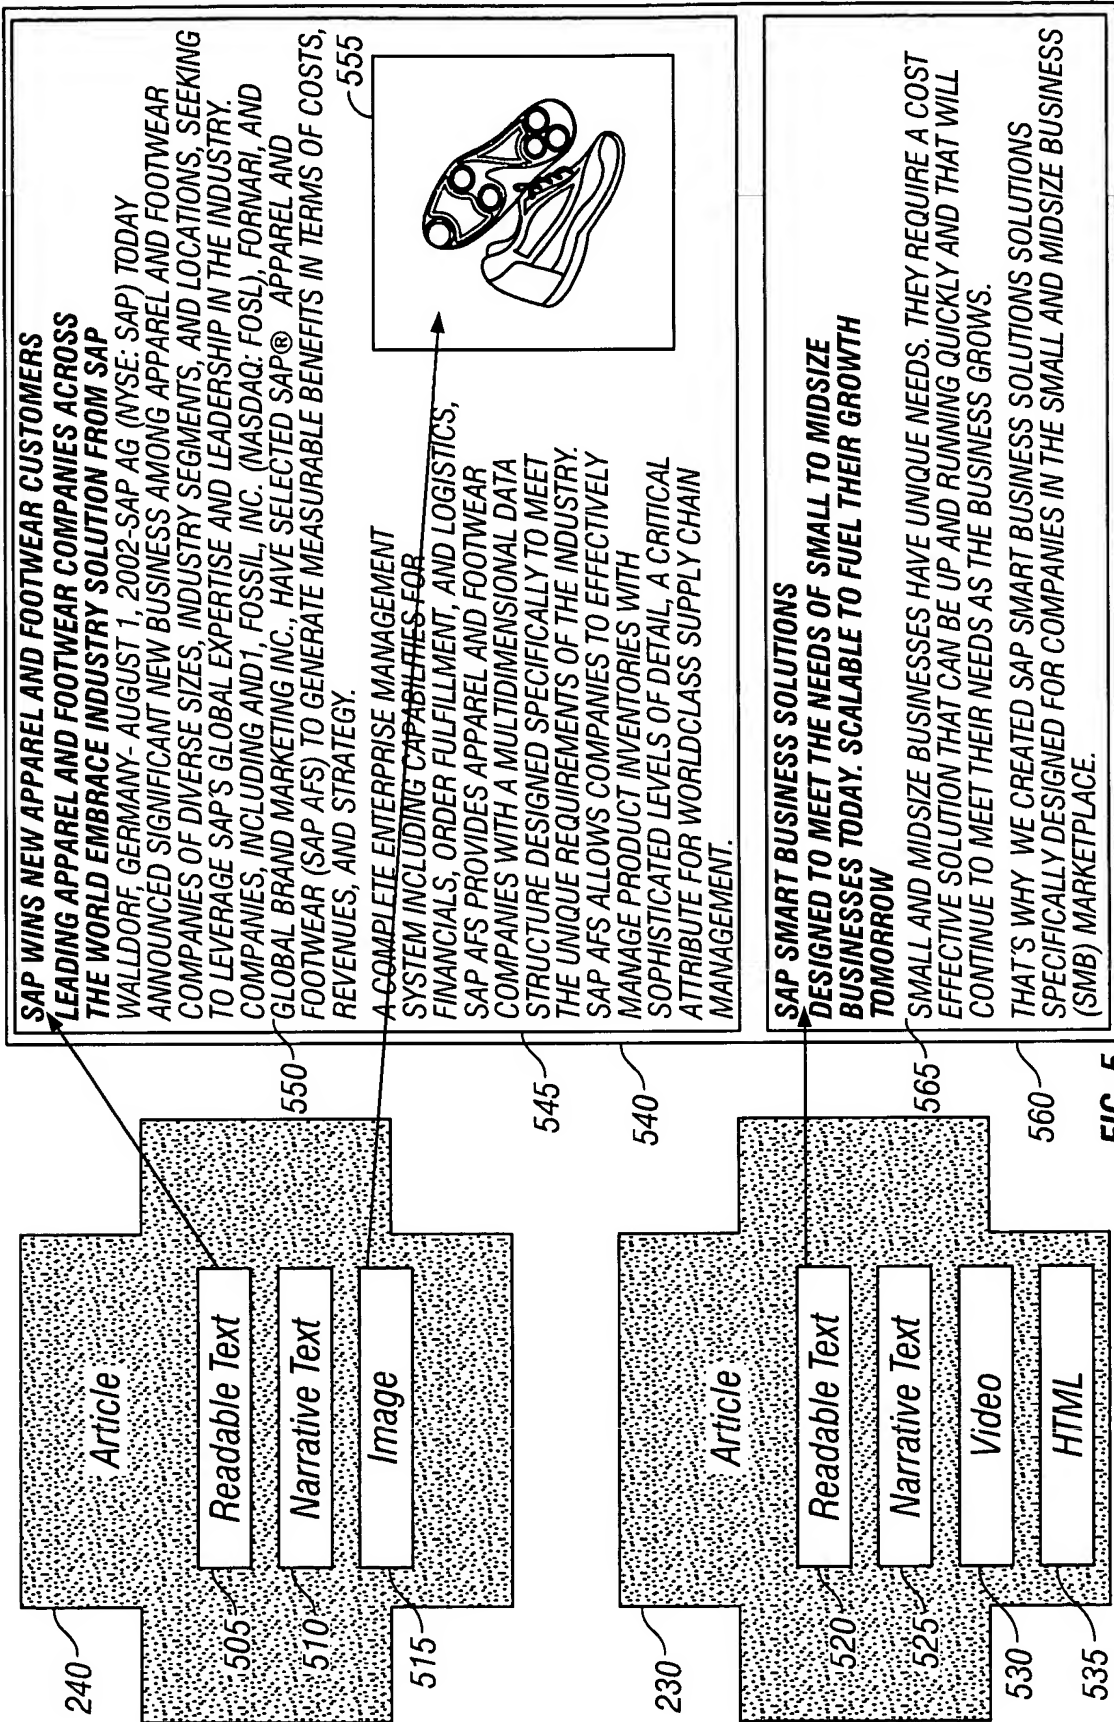 240
Article
Readable Text
505
Narrative Text
510
Image
515
SAP WINS NEW APPAREL AND FOOTWEAR CUSTOMERS
LEADING APPAREL AND FOOTWEAR COMPANIES ACROSS
THE WORLD EMBRACE INDUSTRY SOLUTION FROM SAP
WALLDORF, GERMANY- AUGUST 1, 2002-SAP AG (NYSE: SAP) TODAY
ANNOUNCED SIGNIFICANT NEW BUSINESS AMONG APPAREL AND FOOTWEAR
COMPANIES OF DIVERSE SIZES, INDUSTRY SEGMENTS, AND LOCATIONS, SEEKING
TO LEVERAGE SAP'S GLOBAL EXPERTISE AND LEADERSHIP IN THE INDUSTRY.
COMPANIES, INCLUDING AND1, FOSSIL, INC. (NASDAQ: FOSL), FORNARI, AND
GLOBAL BRAND MARKETING INC., HAVE SELECTED SAP® APPAREL AND
FOOTWEAR (SAP AFS) TO GENERATE MEASURABLE BENEFITS IN TERMS OF COSTS,
REVENUES, AND STRATEGY.
550
555
A COMPLETE ENTERPRISE MANAGEMENT
SYSTEM INCLUDING CAPABILITIES FOR
FINANCIALS, ORDER FULFILLMENT, AND LOGISTICS,
SAP AFS PROVIDES APPAREL AND FOOTWEAR
COMPANIES WITH A MULTIDIMENSIONAL DATA
STRUCTURE DESIGNED SPECIFICALLY TO MEET
THE UNIQUE REQUIREMENTS OF THE INDUSTRY.
SAP AFS ALLOWS COMPANIES TO EFFECTIVELY
MANAGE PRODUCT INVENTORIES WITH
SOPHISTICATED LEVELS OF DETAIL, A CRITICAL
ATTRIBUTE FOR WORLDCLASS SUPPLY CHAIN
MANAGEMENT.
545
540
230
Article
Readable Text
520
Narrative Text
525
Video
530
HTML
535
SAP SMART BUSINESS SOLUTIONS
DESIGNED TO MEET THE NEEDS OF SMALL TO MIDSIZE
BUSINESSES TODAY. SCALABLE TO FUEL THEIR GROWTH
TOMORROW
SMALL AND MIDSIZE BUSINESSES HAVE UNIQUE NEEDS. THEY REQUIRE A COST
EFFECTIVE SOLUTION THAT CAN BE UP AND RUNNING QUICKLY AND THAT WILL
CONTINUE TO MEET THEIR NEEDS AS THE BUSINESS GROWS.
565
THAT'S WHY WE CREATED SAP SMART BUSINESS SOLUTIONS SOLUTIONS
SPECIFICALLY DESIGNED FOR COMPANIES IN THE SMALL AND MIDSIZE BUSINESS
(SMB) MARKETPLACE.
560
FIG. 5